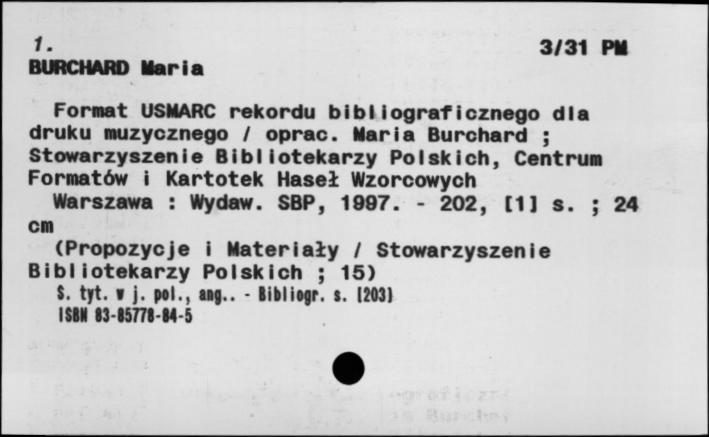 1.
3/31 PM
BURCHARD Maria
Format USMARC rekordu bibliograficznego dla
druku muzycznego / oprac. Maria Burchard ;
Stowarzyszenie Bibliotekarzy Polskich, Centrum
Formatów i Kartotek Haseł Wzorcowych
Warszawa : Wydaw. SBP, 1997. - 202, [1] s. ; 24
cm
(Propozycje i Materiały / Stowarzyszenie
Bibliotekarzy Polskich ; 15)
S. tyt. w j. pol., ang.. - Bibliogr. s. [203]
ISBN 83-85778-84-5